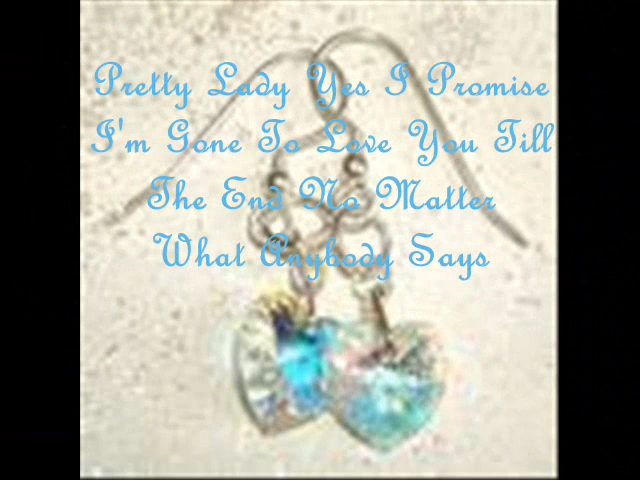 Pretty Lady Yes I Promise
I'm Gone To Love You Till
The End No Matter
What Anybody Says